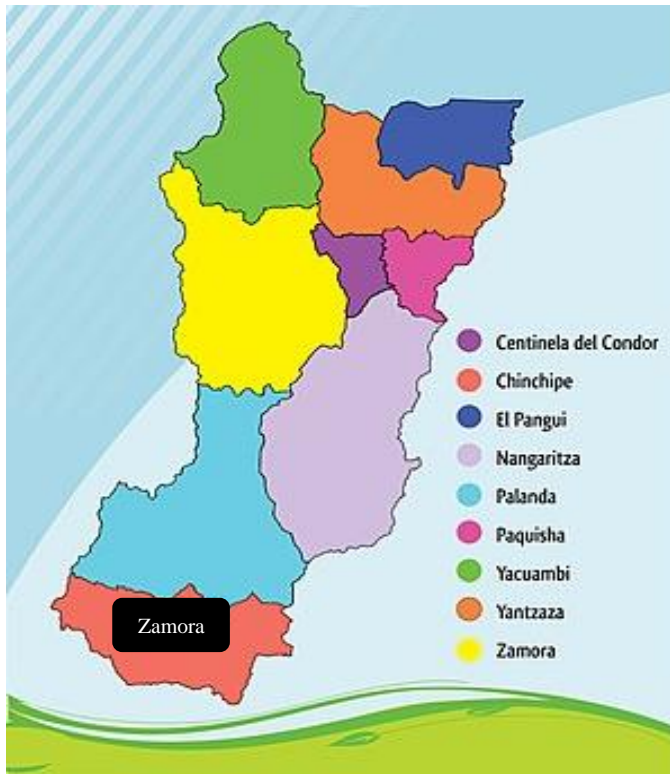 Centinela del Condor
Chinchipe
El Pangui
Nangaritza
Palanda
Paquisha
Yacuambi
Yantzaza
Zamora
Zamora